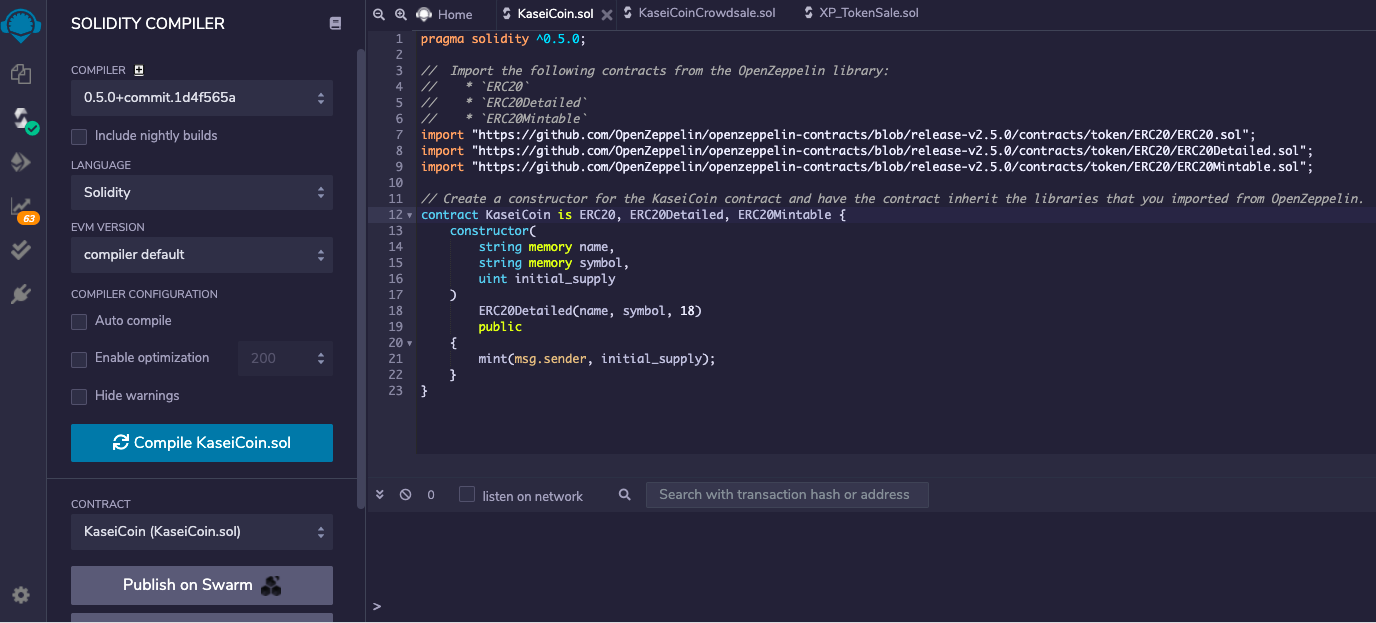 SOLIDITY COMPILER
COMPILER
0.5.0+commit.1d4f565a
Include nightly builds
LANGUAGE
Solidity
EVM VERSION
compiler default
COMPILER CONFIGURATION
Auto compile
Enable optimization 200
Hide warnings
Compile KaseiCoin.sol
CONTRACT
KaseiCoin (KaseiCoin.sol)
Publish on Swarm
63
Home KaseiCoin.sol KaseiCoinCrowdsale.sol XP_TokenSale.sol
1 pragma solidity ^0.5.0;
2
3 //  Import the following contracts from the OpenZeppelin library:
4 //    * `ERC20`
5 //    * `ERC20Detailed`
6 //    * `ERC20Mintable`
7 import "https://github.com/OpenZeppelin/openzeppelin-contracts/blob/release-v2.5.0/contracts/token/ERC20/ERC20.sol";
8 import "https://github.com/OpenZeppelin/openzeppelin-contracts/blob/release-v2.5.0/contracts/token/ERC20/ERC20Detailed.sol";
9 import "https://github.com/OpenZeppelin/openzeppelin-contracts/blob/release-v2.5.0/contracts/token/ERC20/ERC20Mintable.sol";
10
11 // Create a constructor for the KaseiCoin contract and have the contract inherit the libraries that you imported from OpenZeppelin.
12 contract KaseiCoin is ERC20, ERC20Detailed, ERC20Mintable {
13     constructor(
14         string memory name,
15         string memory symbol,
16         uint initial_supply
17     )
18         ERC20Detailed(name, symbol, 18)
19         public
20     {
21         mint(msg.sender, initial_supply);
22     }
23 }
0 listen on network Search with transaction hash or address
>